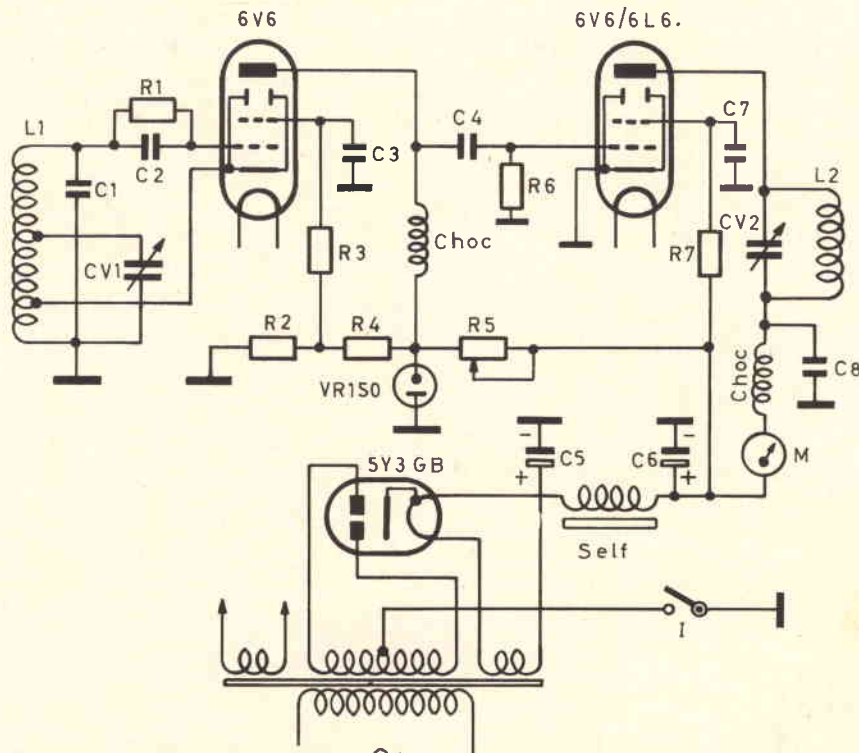 6V6
6V6/6L6.
R1
L1
C2
C1
CV1
C3
R3
C4
Choc
R6
C7
L2
CV2
R7
R2
R4
R5
VR150
Choc
C8
M
5Y3 GB
-
C5
+
-
C6
+
Self
I